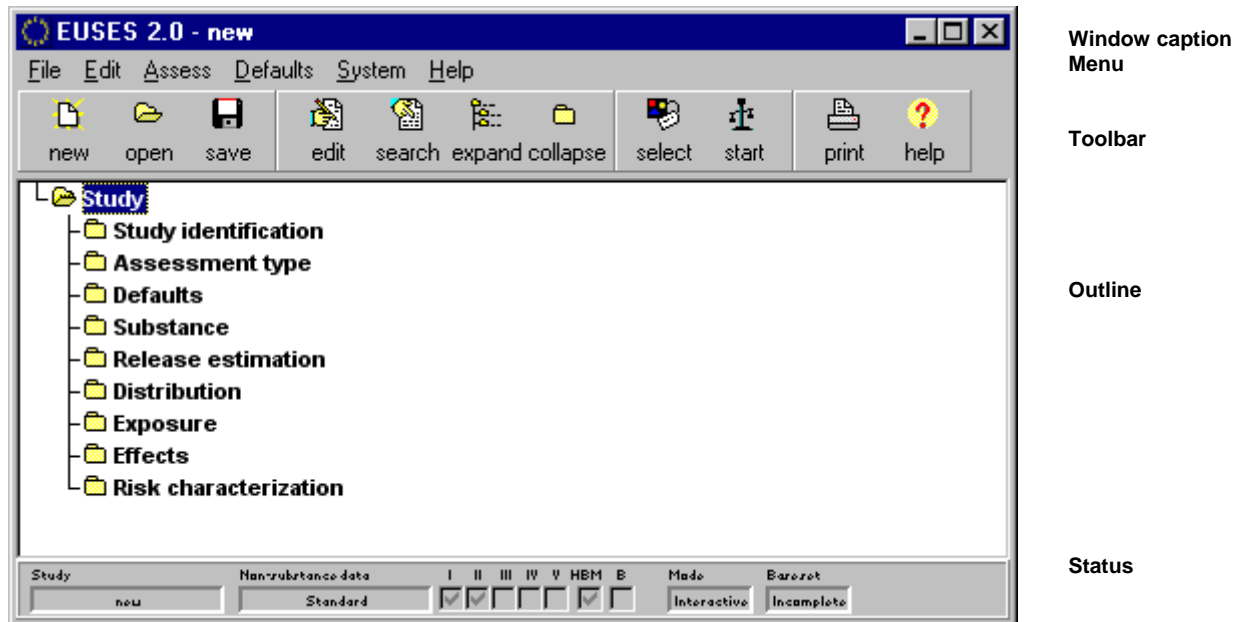 EUSES 2.0 - new
Window caption
File Edit Assess Defaults System Help
Menu
new open save edit search expand collapse select start print help
Toolbar
Study
Study identification
Assessment type
Defaults
Substance
Release estimation
Distribution
Exposure
Effects
Risk characterization
Outline
Study Non-substance data I II III IV V HBM B Mode Baseset
new Standard Interactive Incomplete
Status